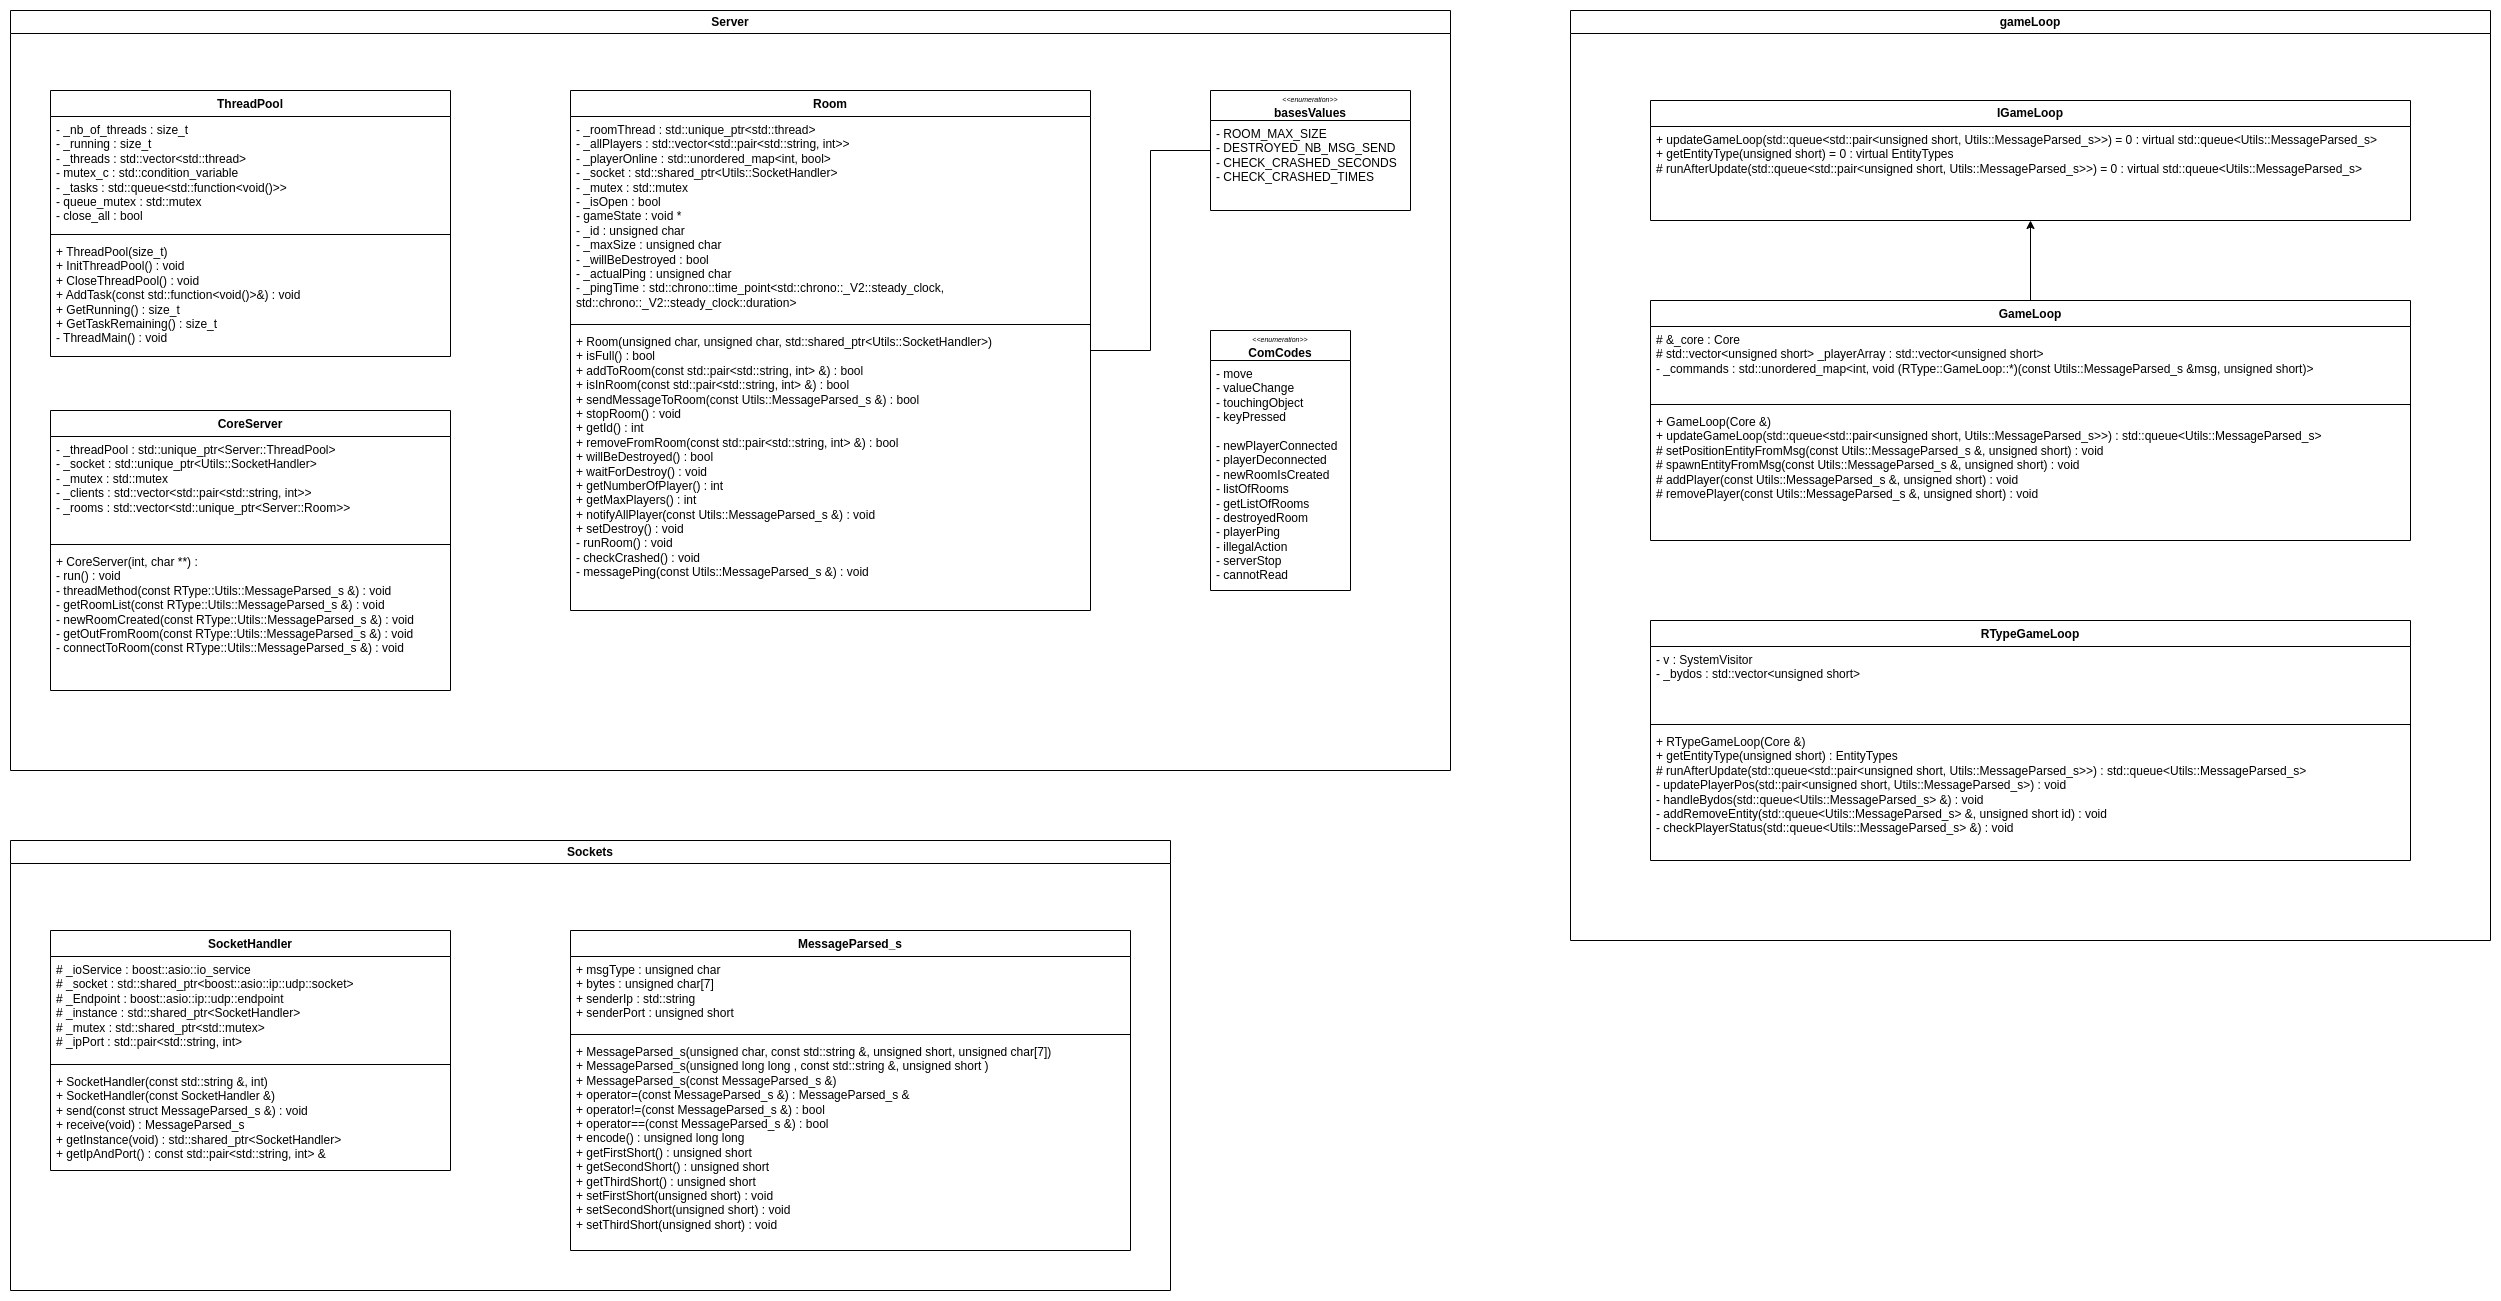 Server
ThreadPool
- _nb_of_threads : size_t
- _running : size_t
- _threads : std::vector<std::thread>
- mutex_c : std::condition_variable
- _tasks : std::queue<std::function<void()>>
- queue_mutex : std::mutex
- close_all : bool
+ ThreadPool(size_t)
+ InitThreadPool() : void
+ CloseThreadPool() : void
+ AddTask(const std::function<void()>&) : void
+ GetRunning() : size_t
+ GetTaskRemaining() : size_t
- ThreadMain() : void
CoreServer
- _threadPool : std::unique_ptr<Server::ThreadPool>
- _socket : std::unique_ptr<Utils::SocketHandler>
- _mutex : std::mutex
- _clients : std::vector<std::pair<std::string, int>>
- _rooms : std::vector<std::unique_ptr<Server::Room>>
+ CoreServer(int, char **) :
- run() : void
- threadMethod(const RType::Utils::MessageParsed_s &) : void
- getRoomList(const RType::Utils::MessageParsed_s &) : void
- newRoomCreated(const RType::Utils::MessageParsed_s &) : void
- getOutFromRoom(const RType::Utils::MessageParsed_s &) : void
- connectToRoom(const RType::Utils::MessageParsed_s &) : void
Room
- _roomThread : std::unique_ptr<std::thread>
- _allPlayers : std::vector<std::pair<std::string, int>>
- _playerOnline : std::unordered_map<int, bool>
- _socket : std::shared_ptr<Utils::SocketHandler>
- _mutex : std::mutex
- _isOpen : bool
- gameState : void *
- _id : unsigned char
- _maxSize : unsigned char
- _willBeDestroyed : bool
- _actualPing : unsigned char
- _pingTime : std::chrono::time_point<std::chrono::_V2::steady_clock,
std::chrono::_V2::steady_clock::duration>
+ Room(unsigned char, unsigned char, std::shared_ptr<Utils::SocketHandler>)
+ isFull() : bool
+ addToRoom(const std::pair<std::string, int> &) : bool
+ isInRoom(const std::pair<std::string, int> &) : bool
+ sendMessageToRoom(const Utils::MessageParsed_s &) : bool
+ stopRoom() : void
+ getId() : int
+ removeFromRoom(const std::pair<std::string, int> &) : bool
+ willBeDestroyed() : bool
+ waitForDestroy() : void
+ getNumberOfPlayer() : int
+ getMaxPlayers() : int
+ notifyAllPlayer(const Utils::MessageParsed_s &) : void
+ setDestroy() : void
- runRoom() : void
- checkCrashed() : void
- messagePing(const Utils::MessageParsed_s &) : void
<<enumeration>>
basesValues
- ROOM_MAX_SIZE
- DESTROYED_NB_MSG_SEND
- CHECK_CRASHED_SECONDS
- CHECK_CRASHED_TIMES
<<enumeration>>
ComCodes
- move
- valueChange
- touchingObject
- keyPressed
- newPlayerConnected
- playerDeconnected
- newRoomIsCreated
- listOfRooms
- getListOfRooms
- destroyedRoom
- playerPing
- illegalAction
- serverStop
- cannotRead
gameLoop
IGameLoop
+ updateGameLoop(std::queue<std::pair<unsigned short, Utils::MessageParsed_s>>) = 0 : virtual std::queue<Utils::MessageParsed_s>
+ getEntityType(unsigned short) = 0 : virtual EntityTypes
# runAfterUpdate(std::queue<std::pair<unsigned short, Utils::MessageParsed_s>>) = 0 : virtual std::queue<Utils::MessageParsed_s>
GameLoop
# &_core : Core
# std::vector<unsigned short> _playerArray : std::vector<unsigned short>
- _commands : std::unordered_map<int, void (RType::GameLoop::*)(const Utils::MessageParsed_s &msg, unsigned short)>
+ GameLoop(Core &)
+ updateGameLoop(std::queue<std::pair<unsigned short, Utils::MessageParsed_s>>) : std::queue<Utils::MessageParsed_s>
# setPositionEntityFromMsg(const Utils::MessageParsed_s &, unsigned short) : void
# spawnEntityFromMsg(const Utils::MessageParsed_s &, unsigned short) : void
# addPlayer(const Utils::MessageParsed_s &, unsigned short) : void
# removePlayer(const Utils::MessageParsed_s &, unsigned short) : void
RTypeGameLoop
- v : SystemVisitor
- _bydos : std::vector<unsigned short>
+ RTypeGameLoop(Core &)
+ getEntityType(unsigned short) : EntityTypes
# runAfterUpdate(std::queue<std::pair<unsigned short, Utils::MessageParsed_s>>) : std::queue<Utils::MessageParsed_s>
- updatePlayerPos(std::pair<unsigned short, Utils::MessageParsed_s>) : void
- handleBydos(std::queue<Utils::MessageParsed_s> &) : void
- addRemoveEntity(std::queue<Utils::MessageParsed_s> &, unsigned short id) : void
- checkPlayerStatus(std::queue<Utils::MessageParsed_s> &) : void
Sockets
SocketHandler
# _ioService : boost::asio::io_service
# _socket : std::shared_ptr<boost::asio::ip::udp::socket>
# _Endpoint : boost::asio::ip::udp::endpoint
# _instance : std::shared_ptr<SocketHandler>
# _mutex : std::shared_ptr<std::mutex>
# _ipPort : std::pair<std::string, int>
+ SocketHandler(const std::string &, int)
+ SocketHandler(const SocketHandler &)
+ send(const struct MessageParsed_s &) : void
+ receive(void) : MessageParsed_s
+ getInstance(void) : std::shared_ptr<SocketHandler>
+ getIpAndPort() : const std::pair<std::string, int> &
MessageParsed_s
+ msgType : unsigned char
+ bytes : unsigned char[7]
+ senderIp : std::string
+ senderPort : unsigned short
+ MessageParsed_s(unsigned char, const std::string &, unsigned short, unsigned char[7])
+ MessageParsed_s(unsigned long long , const std::string &, unsigned short )
+ MessageParsed_s(const MessageParsed_s &)
+ operator=(const MessageParsed_s &) : MessageParsed_s &
+ operator!=(const MessageParsed_s &) : bool
+ operator==(const MessageParsed_s &) : bool
+ encode() : unsigned long long
+ getFirstShort() : unsigned short
+ getSecondShort() : unsigned short
+ getThirdShort() : unsigned short
+ setFirstShort(unsigned short) : void
+ setSecondShort(unsigned short) : void
+ setThirdShort(unsigned short) : void